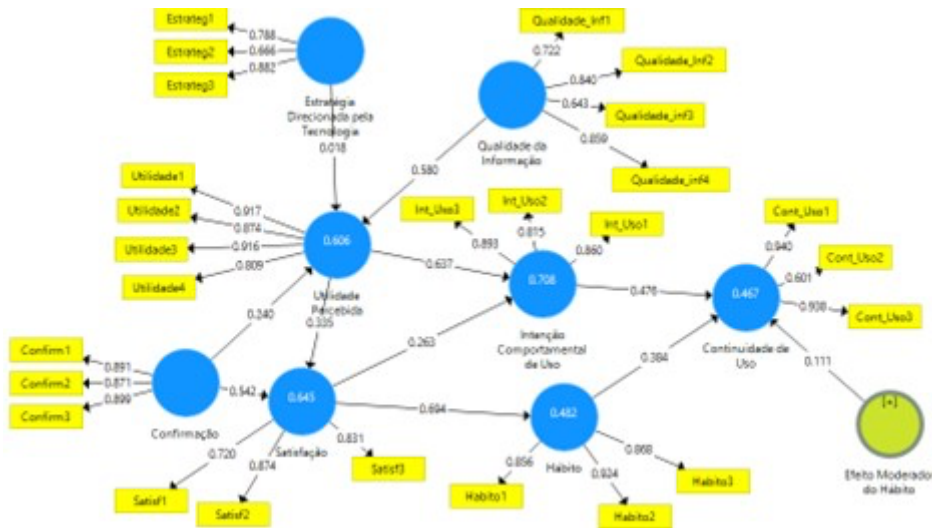 Estrateg1
0.788
Estrateg2
0.666
Estrateg3
0.882
Estratégia
Direcionada pela
Tecnologia
0.018
Qualidade_Inf1
0.722
Qualidade_Inf2
0.840
0.643
Qualidade_inf3
0.859
Qualidade_inf4
Qualidade da
Informação
0.580
Utilidade1
0.917
Utilidade2
0.874
Utilidade3
0.916
Utilidade4
0.809
0.606
Utilidade
Percebida
0.637
0.335
0.240
Int_Uso3
0.893
Int_Uso2
0.815
Int_Uso1
0.860
0.708
Intenção
Comportamental
de Uso
0.476
Cont_Uso1
0.940
Cont_Uso2
0.601
0.938
Cont_Uso3
0.467
Continuidade de
Uso
0.384
0.111
0.263
Confirm1
0.891
Confirm2
0.871
Confirm3
0.899
Confirmação
0.542
0.645
Satisfação
0.694
0.720
Satisf1
0.874
Satisf2
0.831
Satisf3
0.482
Hábito
0.856
Habito1
0.924
Habito2
0.868
Habito3
[+]
Efeito Moderador
do Hábito